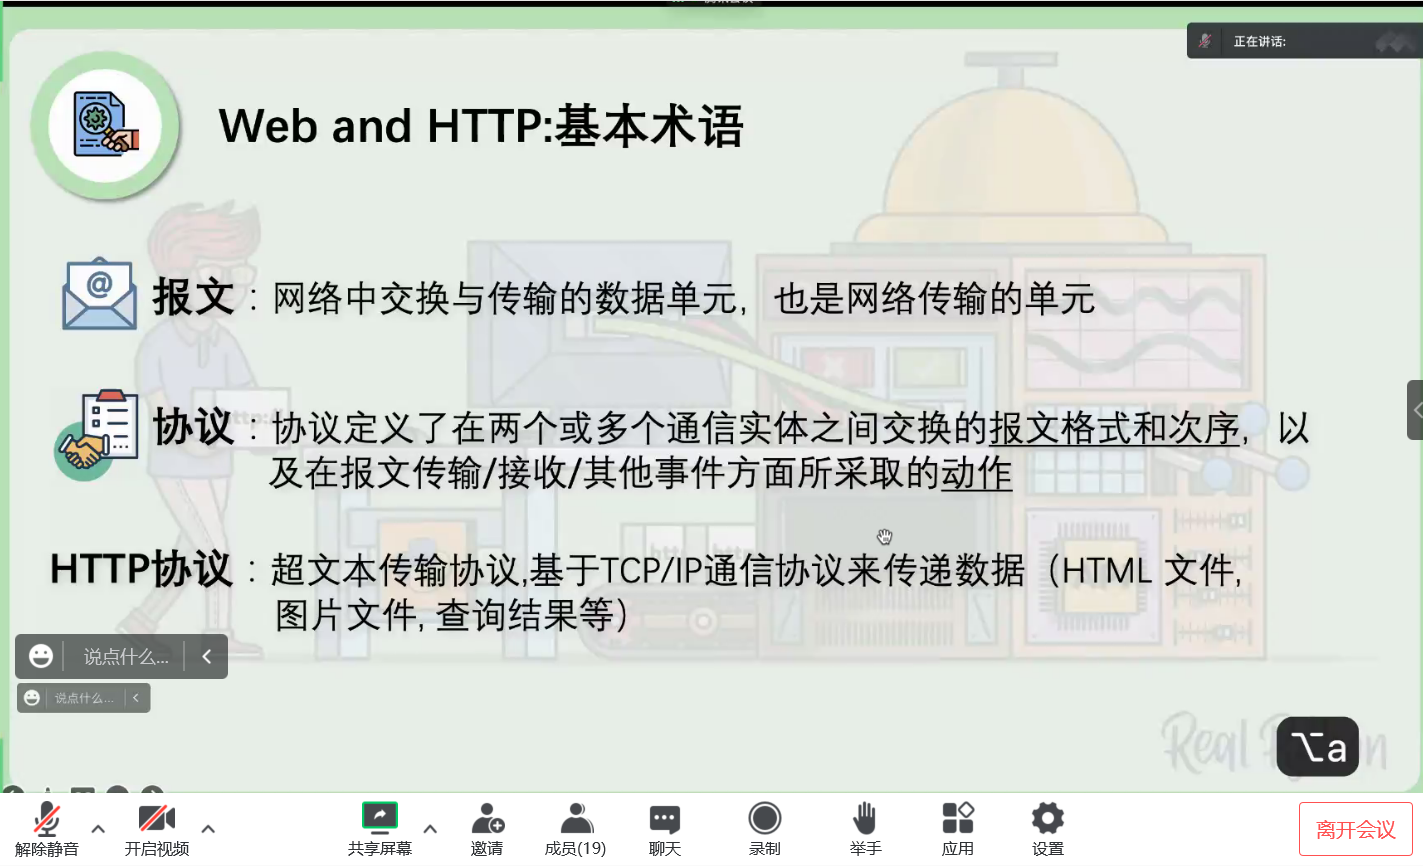 正在讲话:
Web and HTTP:基本术语
@
报文：网络中交换与传输的数据单元，也是网络传输的单元
协议：协议定义了在两个或多个通信实体之间交换的报文格式和次序，以
及在报文传输/接收/其他事件方面所采取的动作
HTTP协议：超文本传输协议,基于TCP/IP通信协议来传递数据（HTML 文件,
图片文件, 查询结果等）
说点什么...
说点什么...
Real Python
⌥a
解除静音 开启视频 共享屏幕 邀请 成员(19) 聊天 录制 举手 应用 设置 离开会议